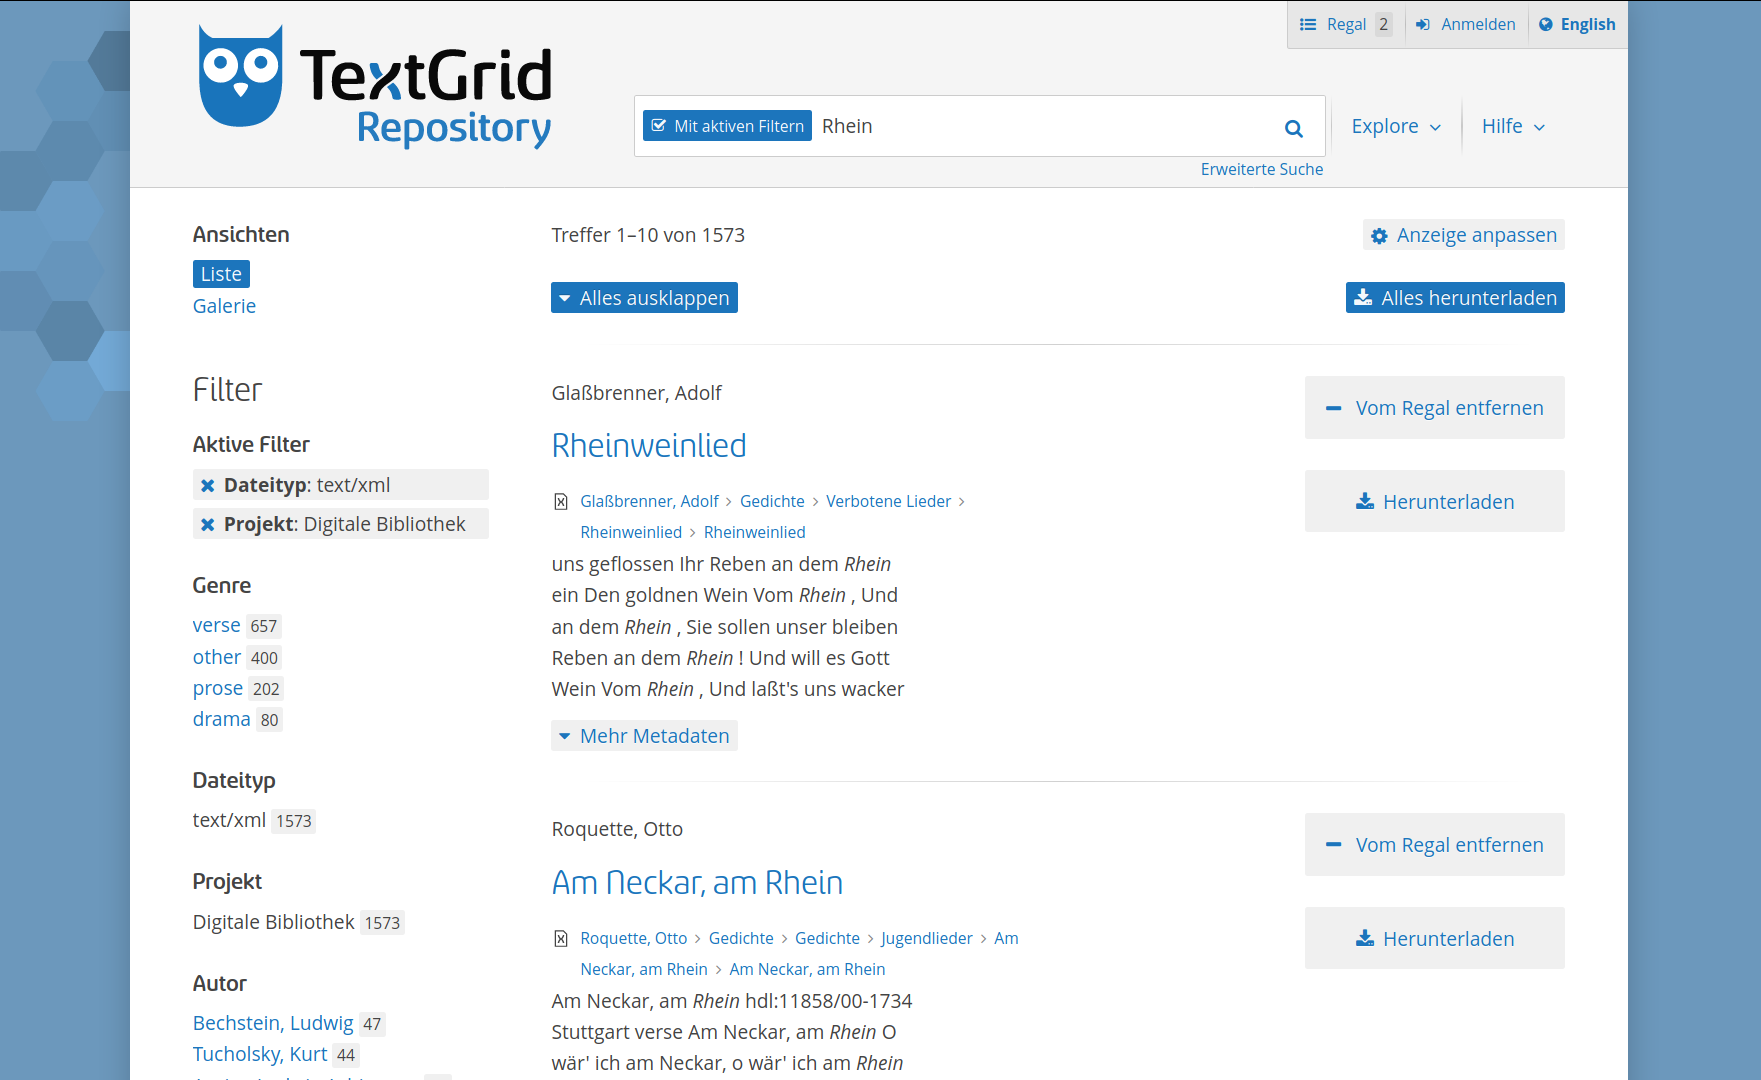 Regal 2 Anmelden English
TextGrid
Repository
Mit aktiven Filtern Rhein
Explore Hilfe
Erweiterte Suche
Ansichten
Liste
Galerie
Filter
Aktive Filter
Dateityp: text/xml
Projekt: Digitale Bibliothek
Genre
verse 657
other 400
prose 202
drama 80
Dateityp
text/xml 1573
Projekt
Digitale Bibliothek 1573
Autor
Bechstein, Ludwig 47
Tucholsky, Kurt 44
Treffer 1–10 von 1573
Anzeige anpassen
Alles ausklappen
Alles herunterladen
Glaßbrenner, Adolf
Rheinweinlied
Glaßbrenner, Adolf > Gedichte > Verbotene Lieder >
Rheinweinlied > Rheinweinlied
uns geflossen Ihr Reben an dem Rhein
ein Den goldnen Wein Vom Rhein , Und
an dem Rhein , Sie sollen unser bleiben
Reben an dem Rhein ! Und will es Gott
Wein Vom Rhein , Und laßt's uns wacker
Mehr Metadaten
Vom Regal entfernen
Herunterladen
Roquette, Otto
Am Neckar, am Rhein
Roquette, Otto > Gedichte > Gedichte > Jugendlieder > Am
Neckar, am Rhein > Am Neckar, am Rhein
Am Neckar, am Rhein hdl:11858/00-1734
Stuttgart verse Am Neckar, am Rhein O
wär' ich am Neckar, o wär' ich am Rhein
Vom Regal entfernen
Herunterladen